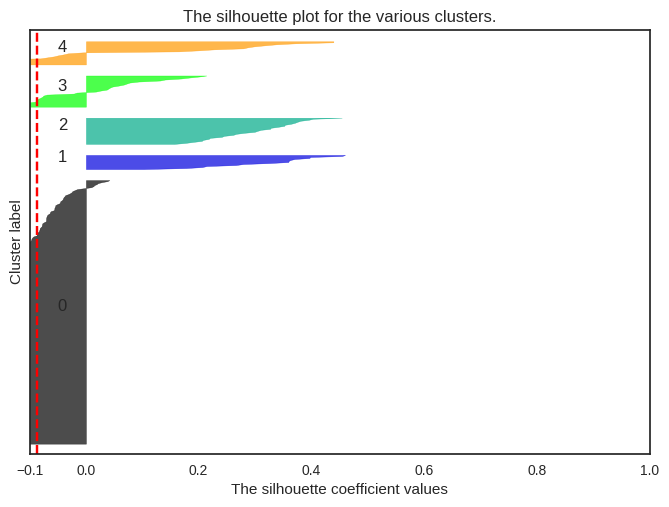 The silhouette plot for the various clusters.
4
3
2
1
0
Cluster label
−0.1 0.0 0.2 0.4 0.6 0.8 1.0
The silhouette coefficient values